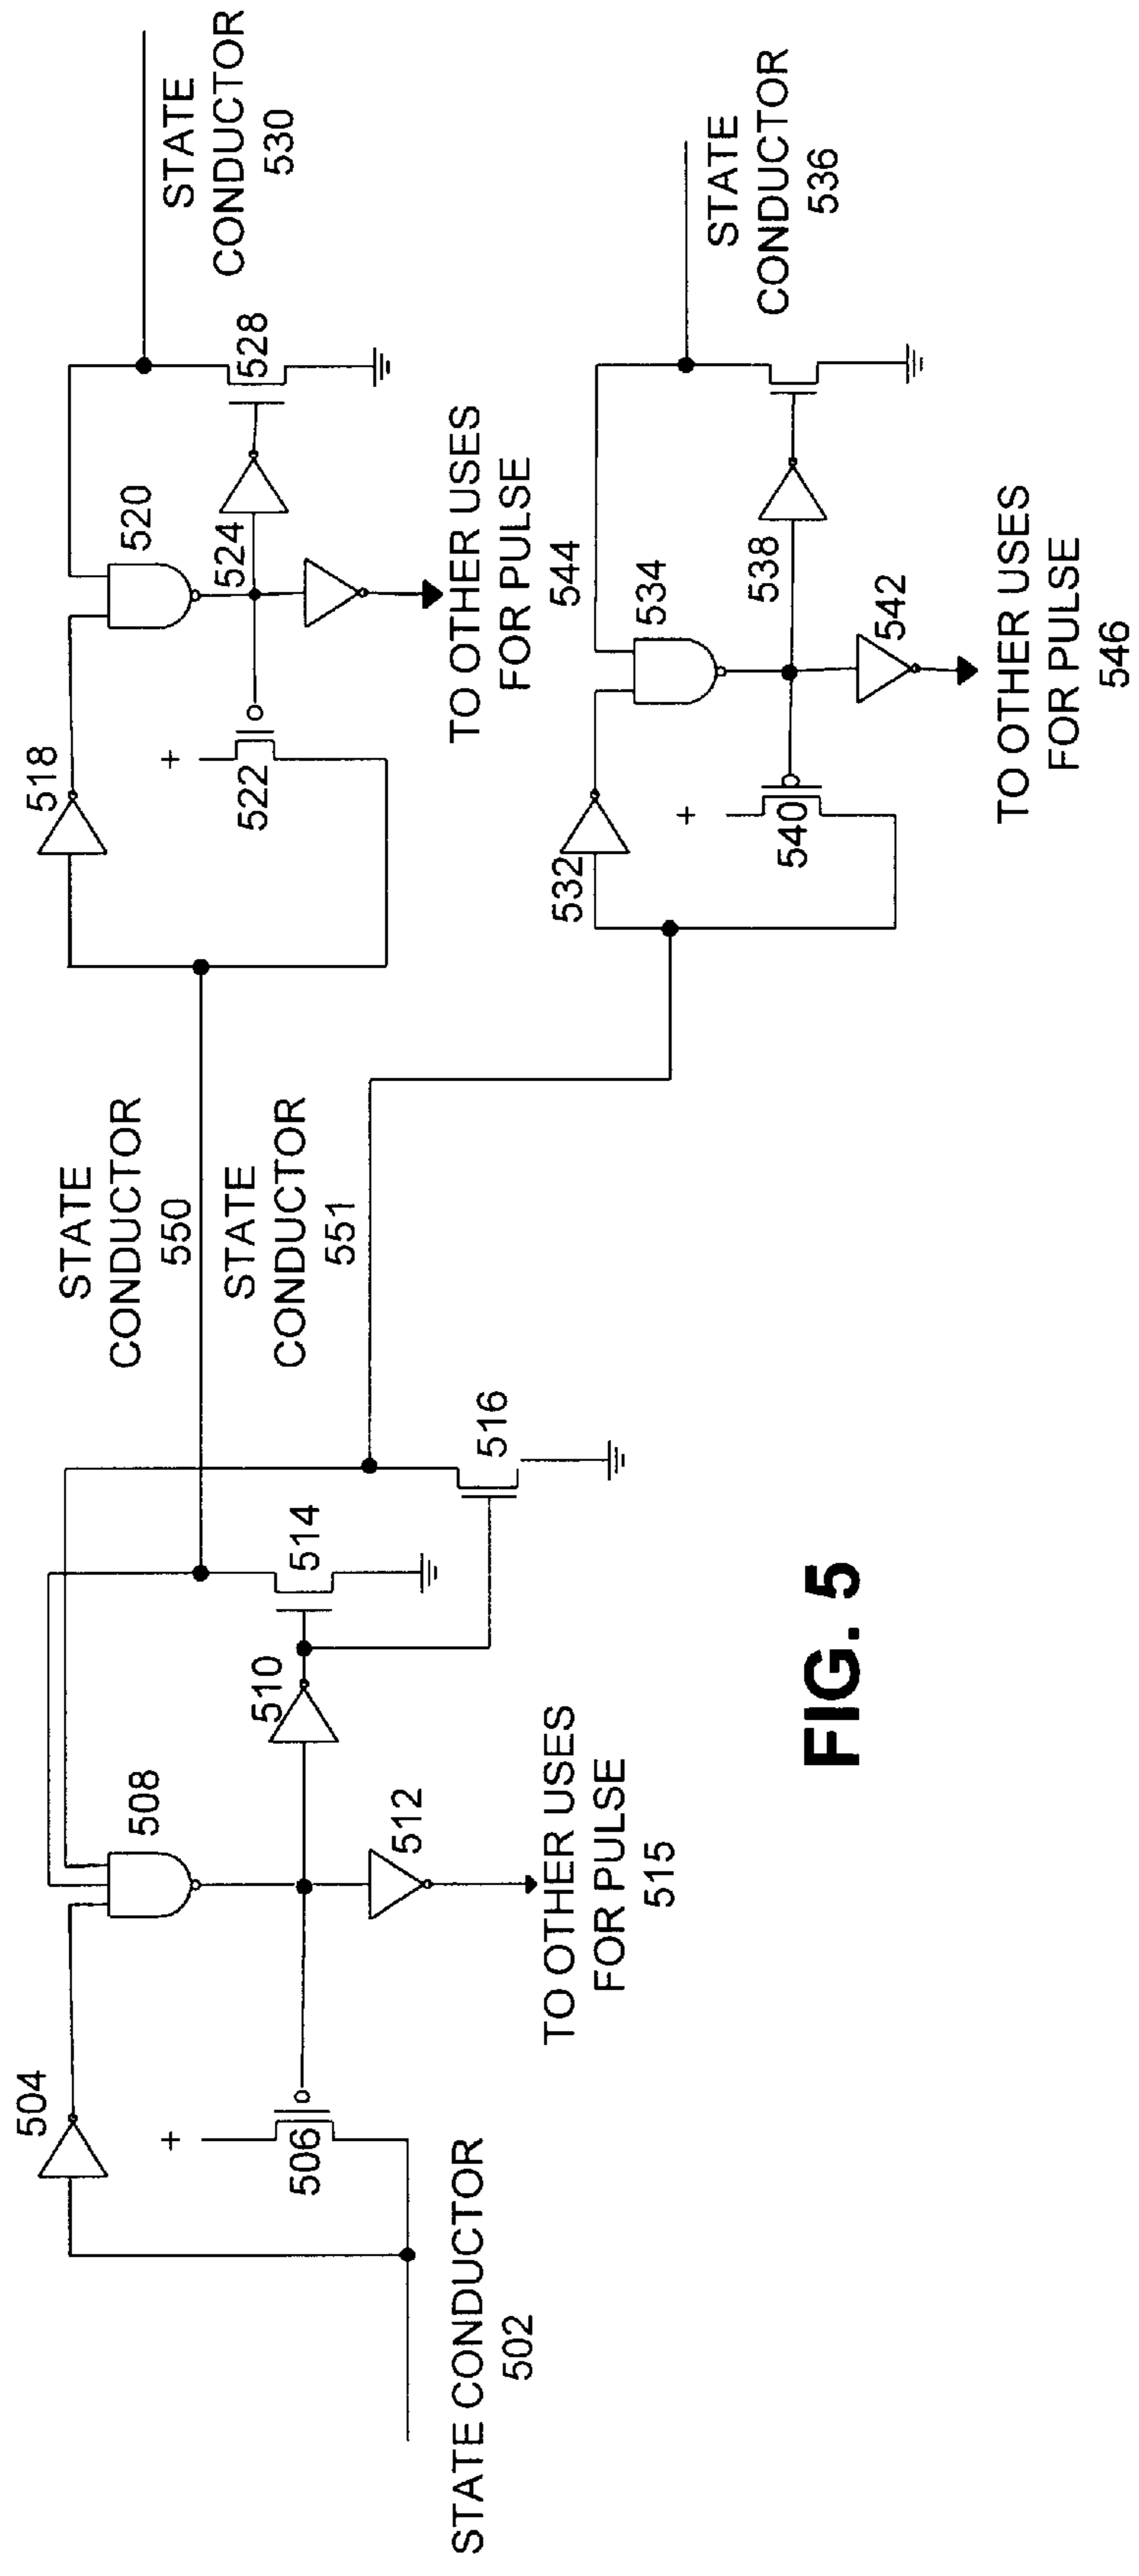 STATE CONDUCTOR
502
504
506
508
510
512
TO OTHER USES
FOR PULSE
515
514
516
STATE
CONDUCTOR
550
STATE
CONDUCTOR
551
518
+
522
520
524
528
STATE
CONDUCTOR
530
TO OTHER USES
FOR PULSE
544
532
+
540
534
538
542
STATE
CONDUCTOR
536
TO OTHER USES
FOR PULSE
546
+
FIG. 5